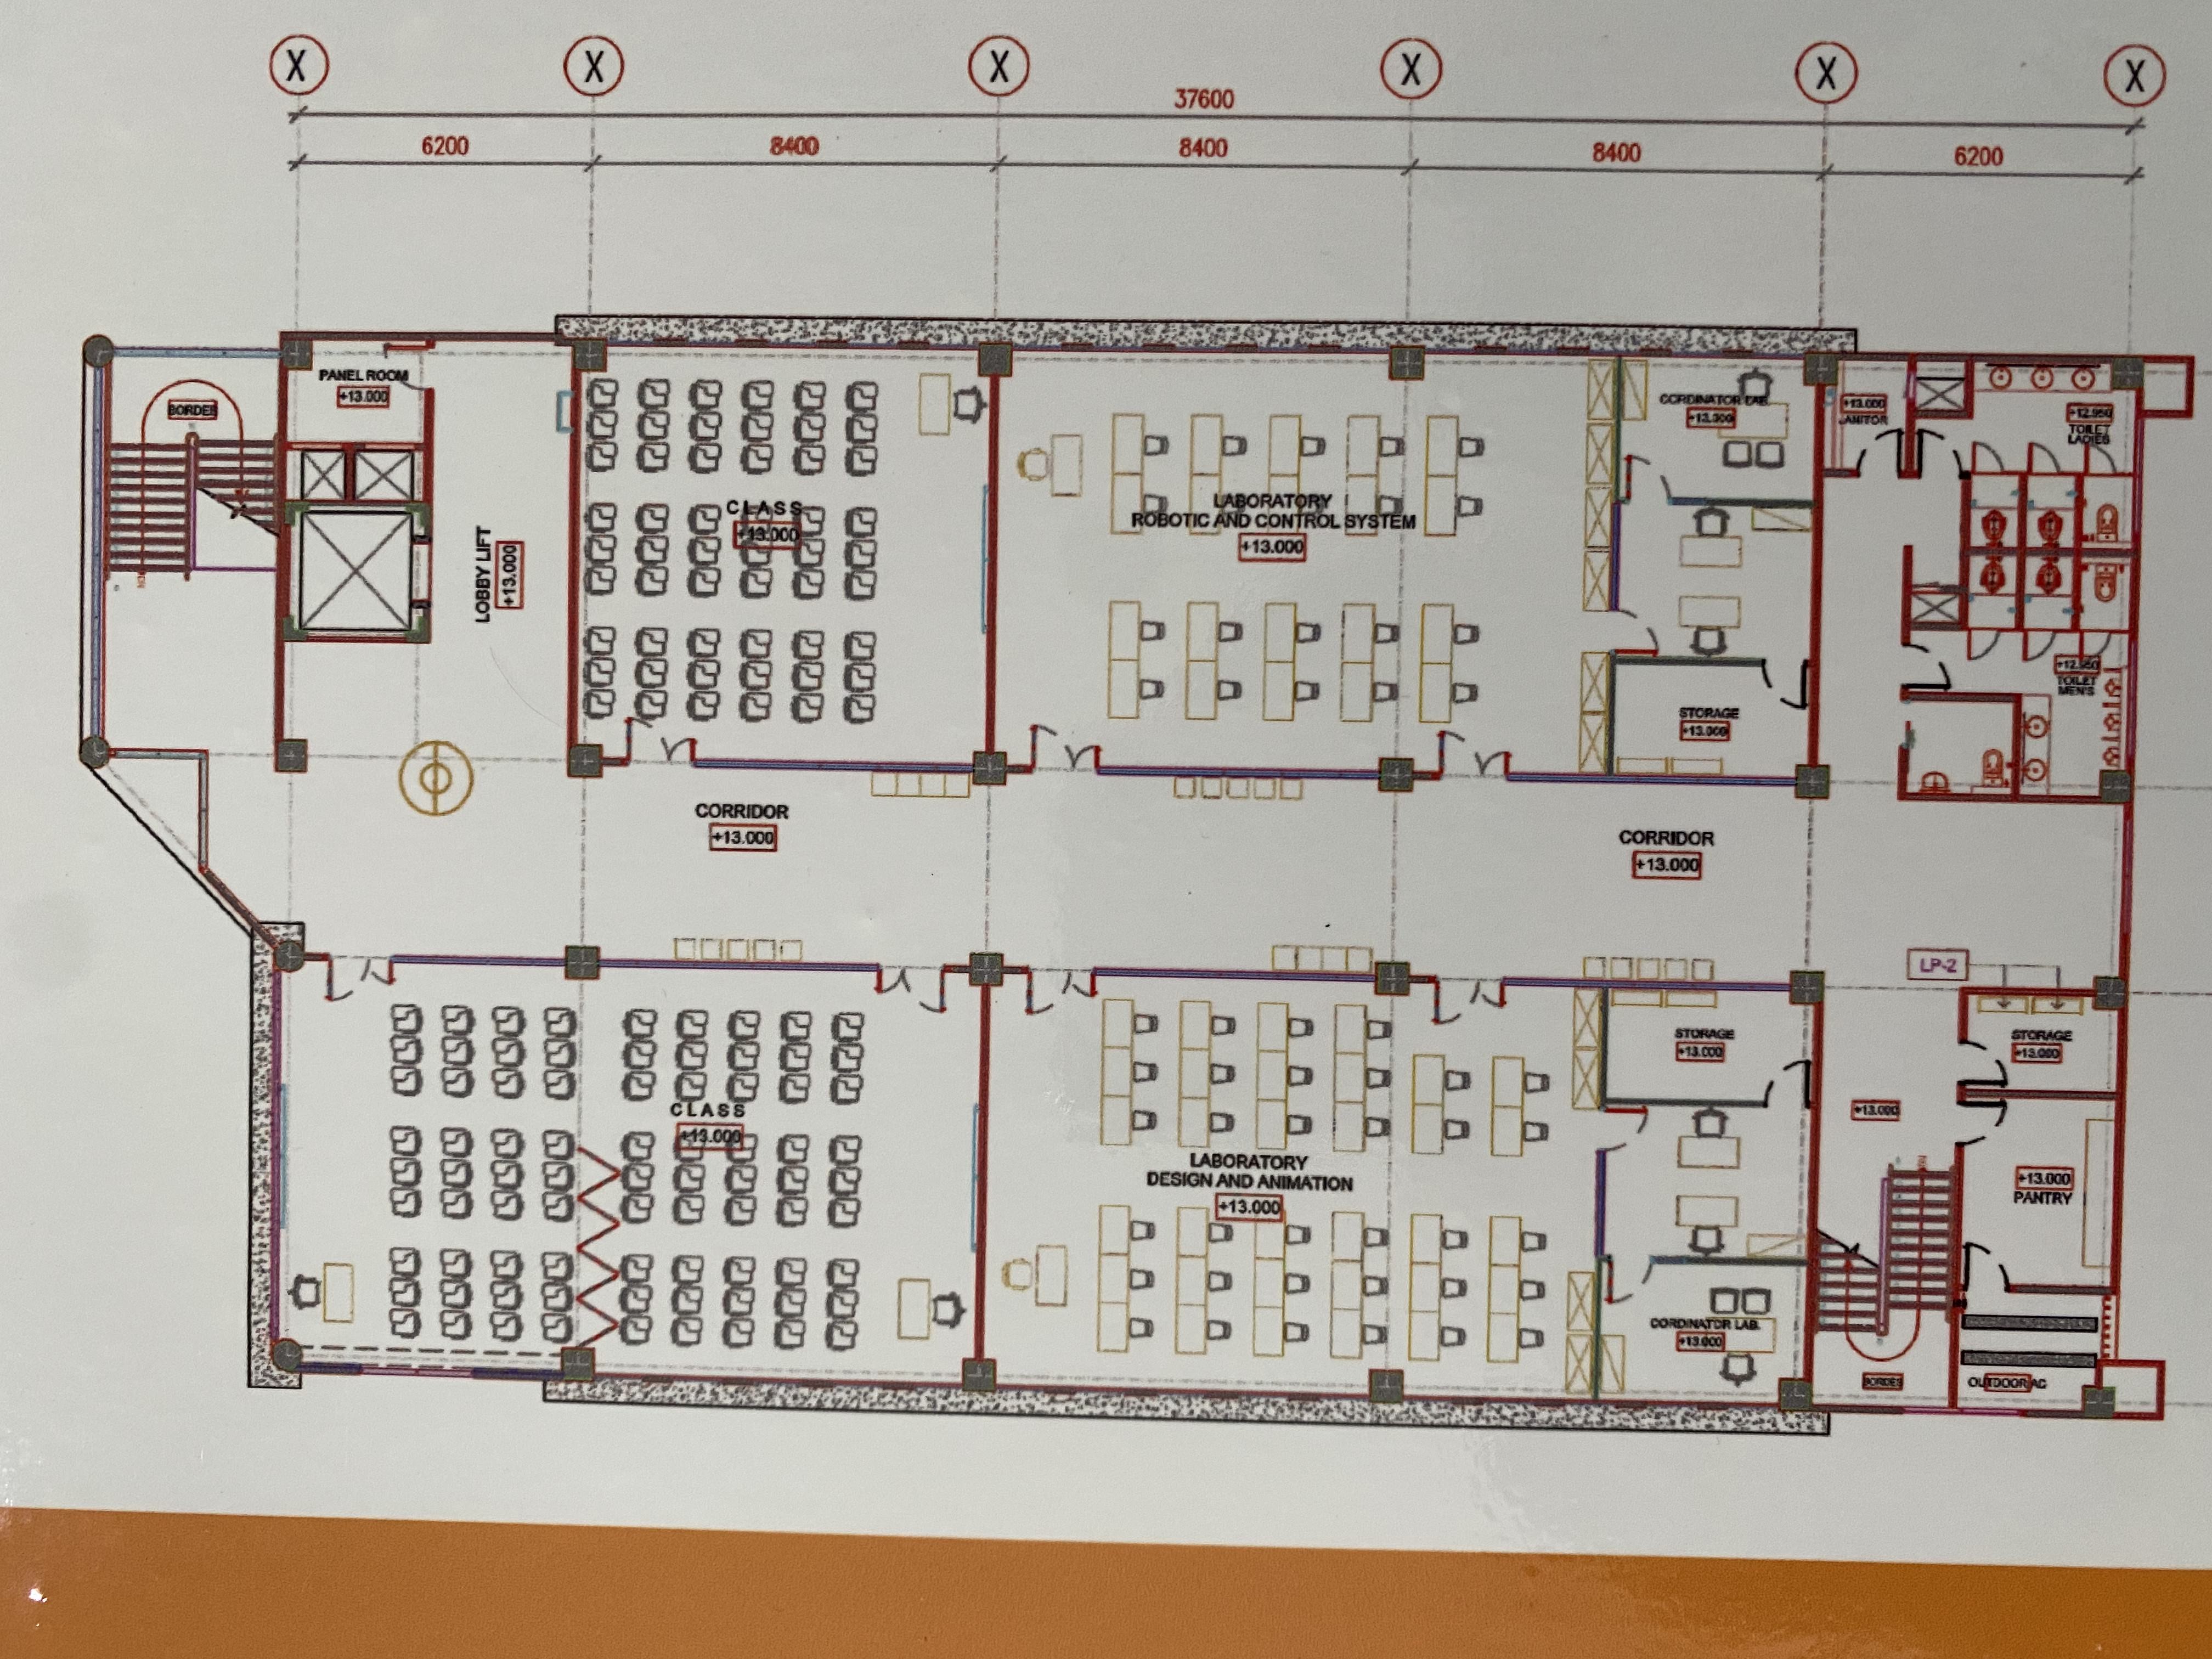 X X X X X X
37600
6200 8400 8400 8400 6200
PANEL ROOM
+13.000
BORDES
LOBBY LIFT
+13.000
CLASS
+13.000
LABORATORY
ROBOTIC AND CONTROL SYSTEM
+13.000
CORDINATOR LAB.
+13.000
+13.000
JANITOR
+12.950
TOILET
LADIES
+12.950
TOILET
MEN'S
STORAGE
+13.000
CORRIDOR
+13.000
CORRIDOR
+13.000
LP-2
STORAGE
+13.000
STORAGE
+13.000
CLASS
+13.000
LABORATORY
DESIGN AND ANIMATION
+13.000
+13.000
+13.000
PANTRY
CORDINATOR LAB.
+13.000
BORDES
OUTDOOR AC